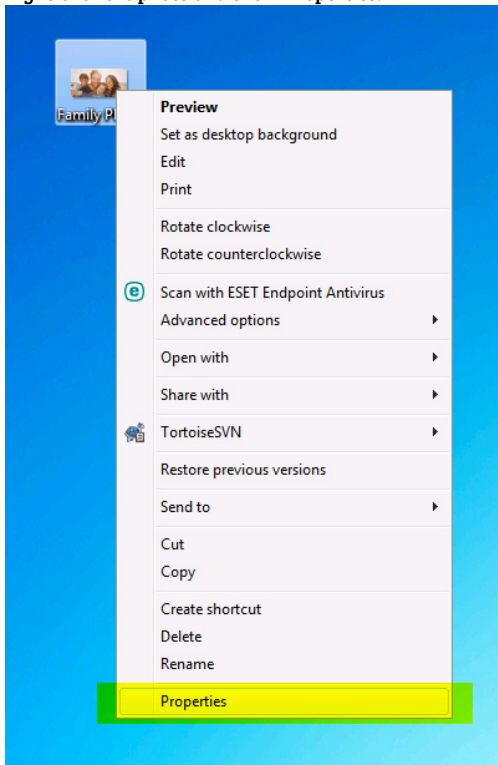 Preview
Family P
Set as desktop background
Edit
Print
Rotate clockwise
Rotate counterclockwise
Scan with ESET Endpoint Antivirus
Advanced options
Open with
Share with
TortoiseSVN
Restore previous versions
Send to
Cut
Copy
Create shortcut
Delete
Rename
Properties